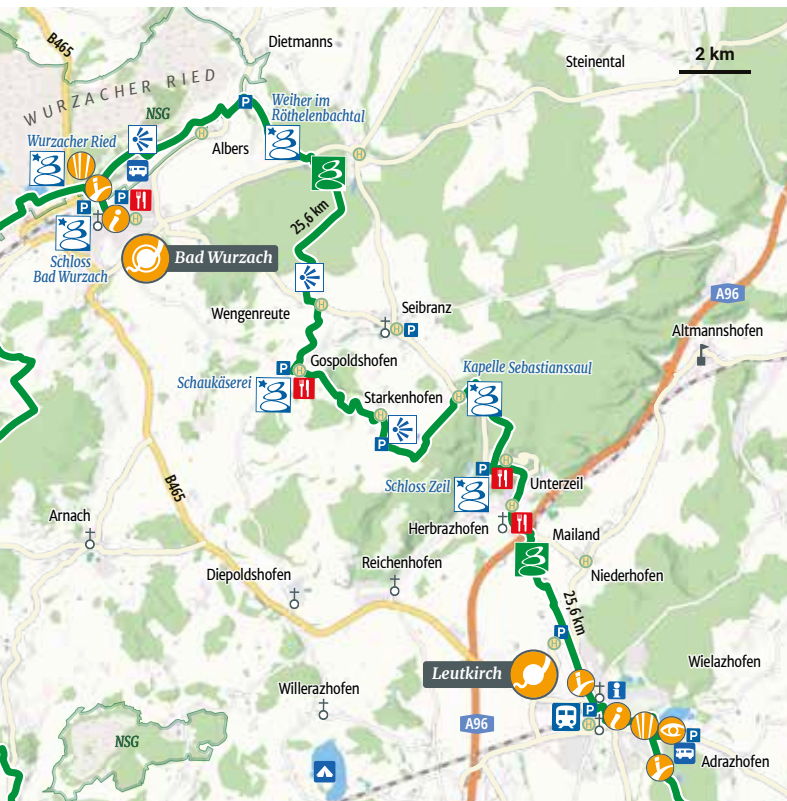 B465
Dietmanns
Steinental
2 km
WURZACHER RIED
NSG
Weiher im
Röthelenbachtal
P
Wurzacher Ried
Albers
H
H
P
P
i
H
25,6 km
Schloss
Bad Wurzach
Bad Wurzach
A96
Wengenreute
H
Seibranz
H
P
Altmannshofen
Gospoldshofen
P
H
Kapelle Sebastianssaul
Schaukäserei
Starkenhofen
H
H
P
B465
P
H
Schloss Zeil
Unterzeil
H
Arnach
Herbrazhofen
Mailand
Reichenhofen
H
Niederhofen
Diepoldshofen
25,6 km
P
H
Wielazhofen
Leutkirch
Willerazhofen
i
P
i
A96
H
P
NSG
Adrazhofen